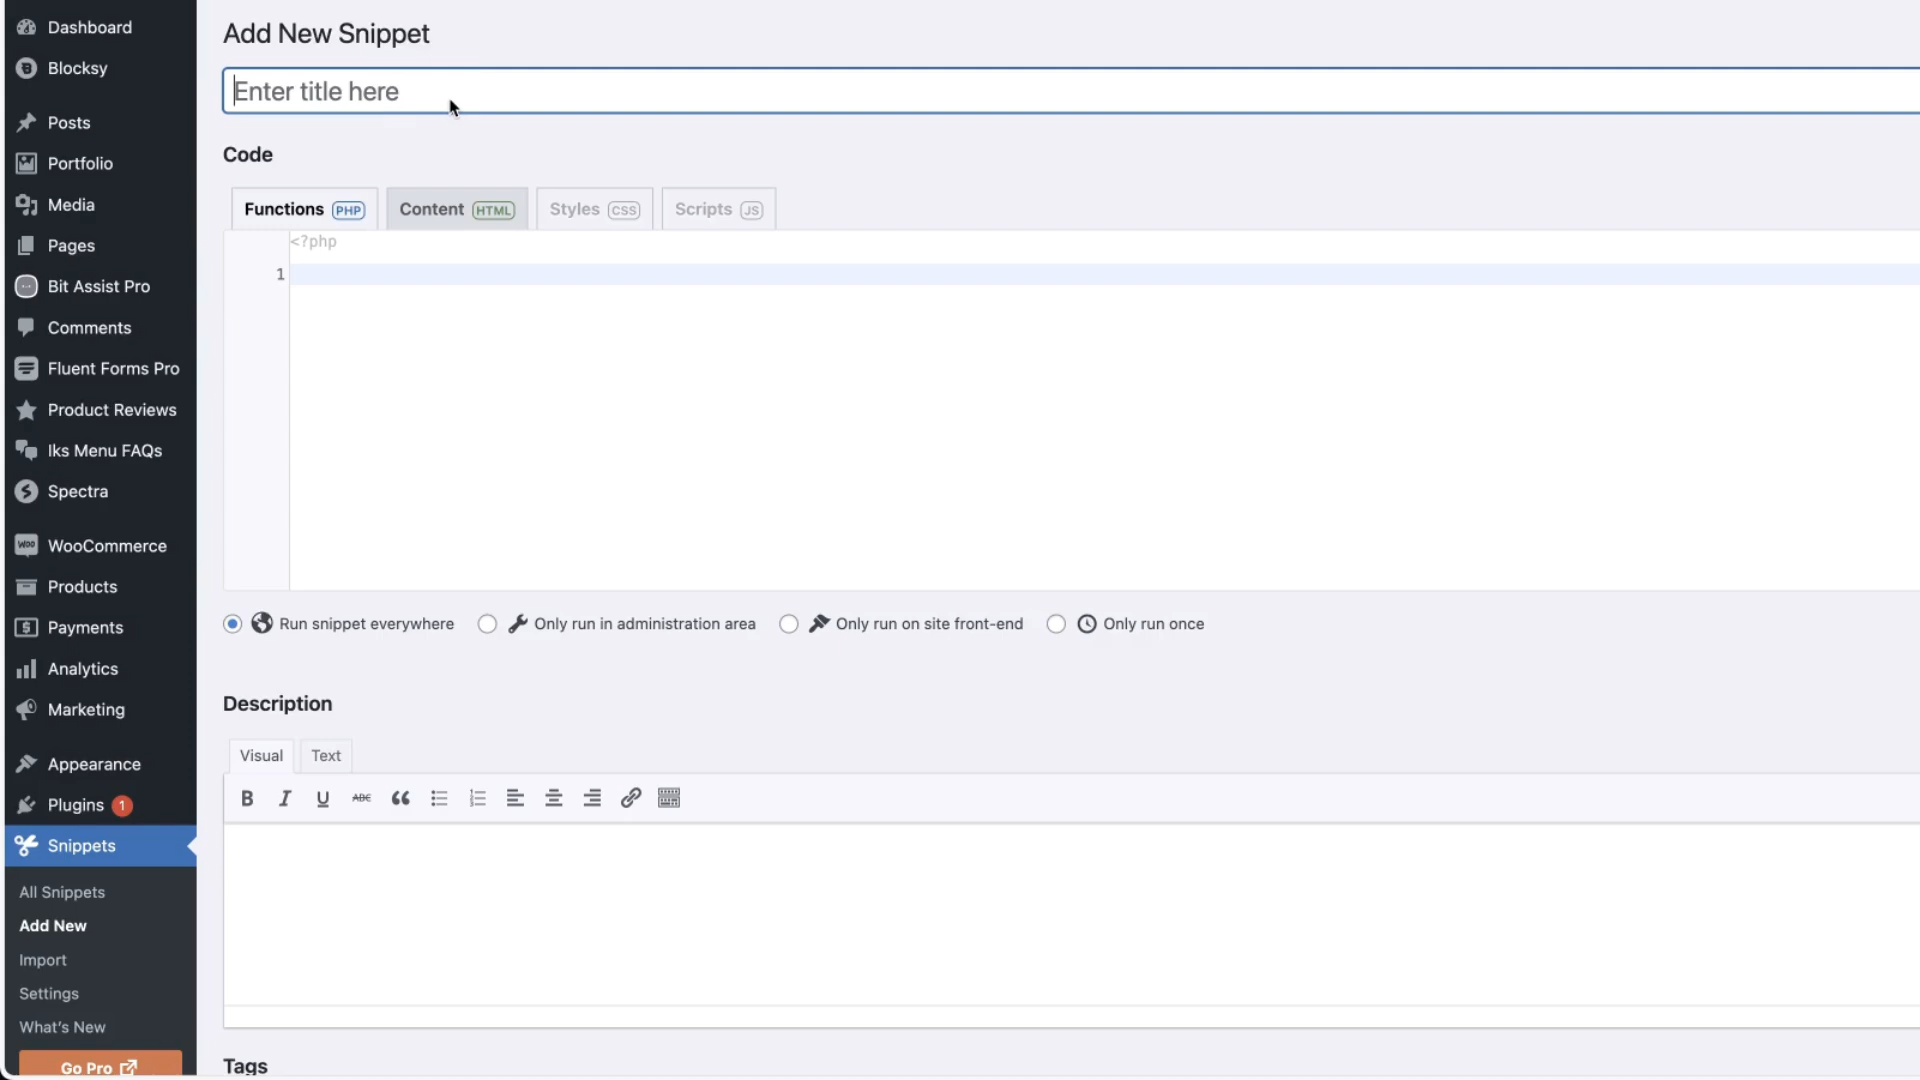 Dashboard
Blocksy
Posts
Portfolio
Media
Pages
Bit Assist Pro
Comments
Fluent Forms Pro
Product Reviews
Iks Menu FAQs
Spectra
WOO WooCommerce
Products
Payments
Analytics
Marketing
Appearance
Plugins 1
Snippets
All Snippets
Add New
Import
Settings
What's New
Go Pro
Add New Snippet
Enter title here
Code
Functions PHP Content HTML Styles CSS Scripts JS
<?php
1
Run snippet everywhere Only run in administration area Only run on site front-end Only run once
Description
Visual Text
B I U ABC
Tags